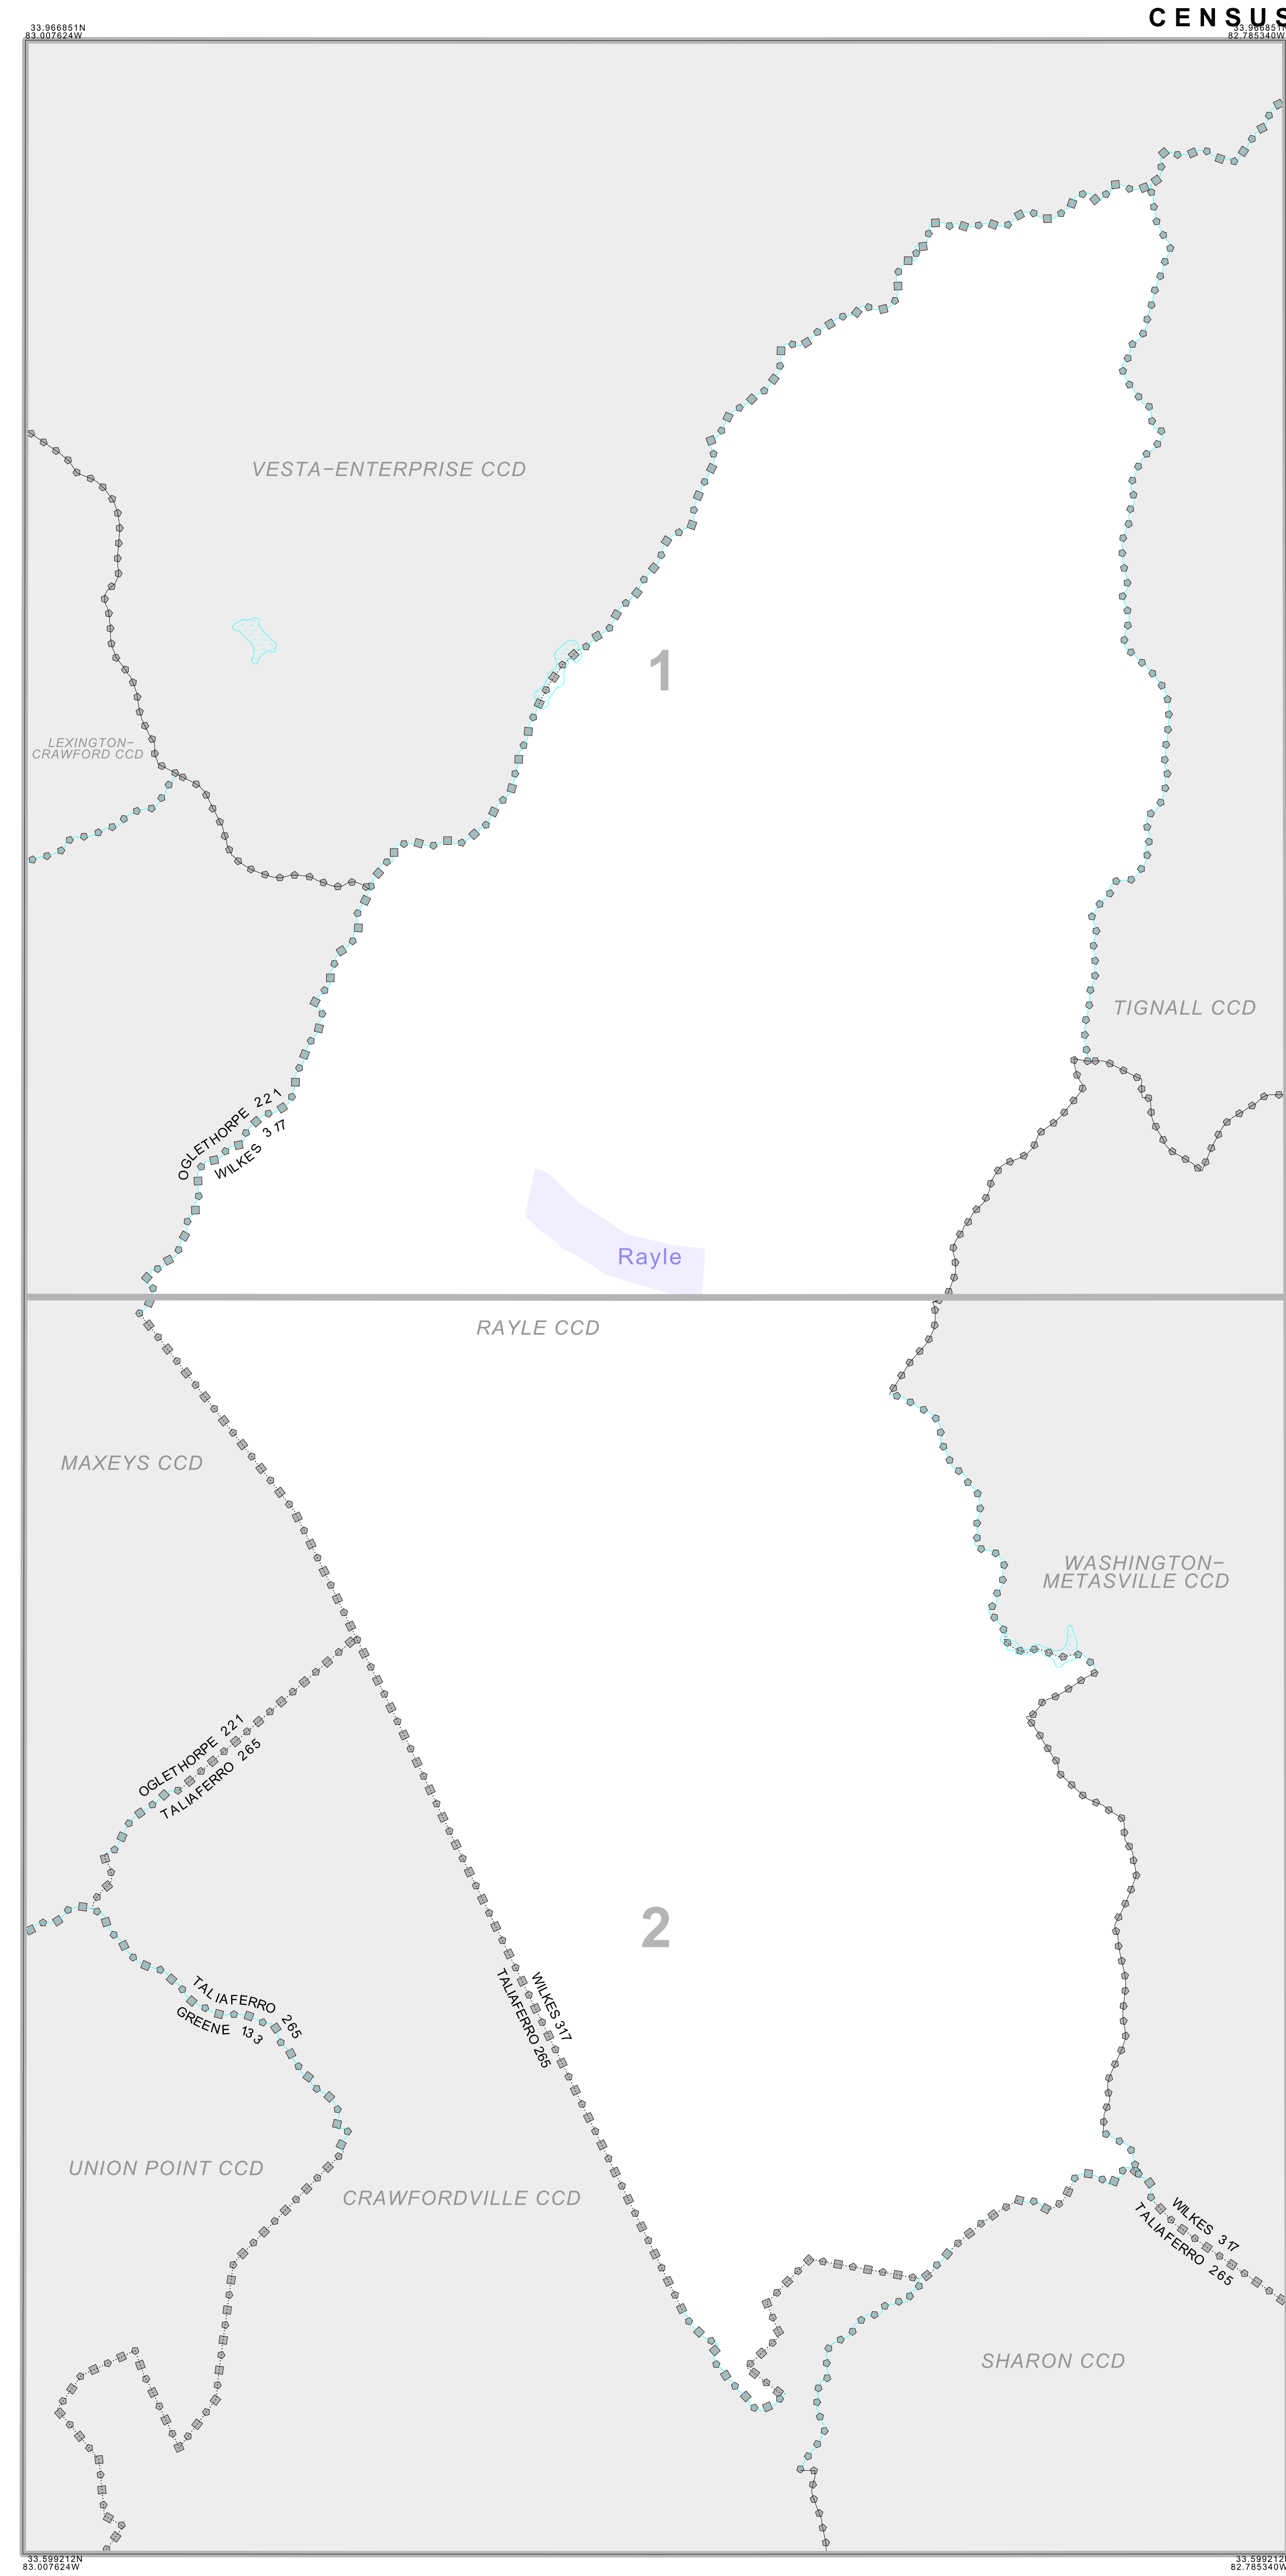 CENSUS
33.966851N
83.007624W
33.966851N
82.785340W
VESTA-ENTERPRISE CCD
1
LEXINGTON-
CRAWFORD CCD
TIGNALL CCD
OGLETHORPE 221
WILKES 317
Rayle
RAYLE CCD
MAXEYS CCD
WASHINGTON-
METASVILLE CCD
OGLETHORPE 221
TALIAFERRO 265
2
TALIAFERRO 265
GREENE 133
WILKES 317
TALIAFERRO 265
UNION POINT CCD
CRAWFORDVILLE CCD
WILKES 317
TALIAFERRO 265
SHARON CCD
33.599212N
83.007624W
33.599212N
82.785340W